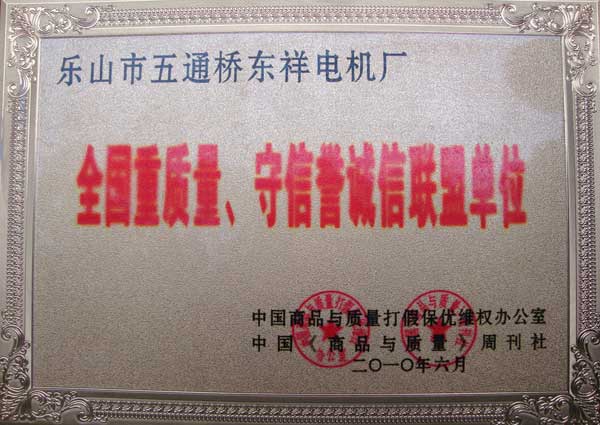 乐山市五通桥东祥电机厂
全国重质量、守信誉诚信联盟单位
中国商品与质量打假保优维权办公室
中国《商品与质量》周刊社
二〇一〇年六月